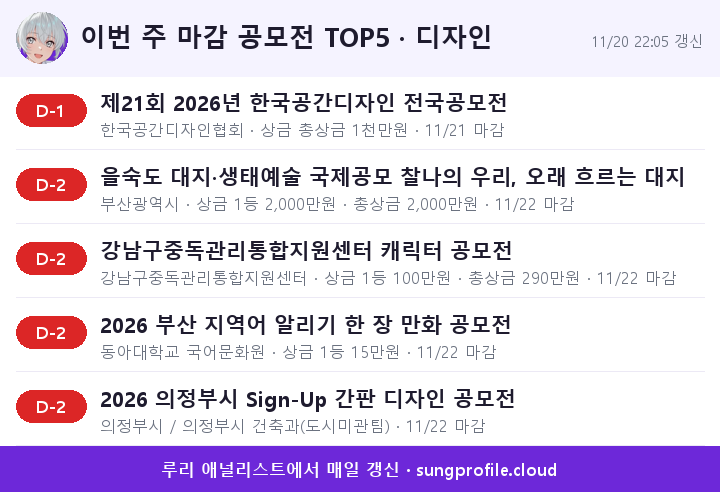 이번 주 마감 공모전 TOP5 · 디자인
11/20 22:05 갱신
D-1
제21회 2026년 한국공간디자인 전국공모전
한국공간디자인협회 · 상금 총상금 1천만원 · 11/21 마감
D-2
을숙도 대지·생태예술 국제공모 찰나의 우리, 오래 흐르는 대지
부산광역시 · 상금 1등 2,000만원 · 총상금 2,000만원 · 11/22 마감
D-2
강남구중독관리통합지원센터 캐릭터 공모전
강남구중독관리통합지원센터 · 상금 1등 100만원 · 총상금 290만원 · 11/22 마감
D-2
2026 부산 지역어 알리기 한 장 만화 공모전
동아대학교 국어문화원 · 상금 1등 15만원 · 11/22 마감
D-2
2026 의정부시 Sign-Up 간판 디자인 공모전
의정부시 / 의정부시 건축과(도시미관팀) · 11/22 마감
루리 애널리스트에서 매일 갱신 · sungprofile.cloud